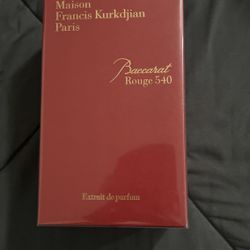 Maison
Francis Kurkdjian
Paris
Baccarat
Rouge 540
Extrait de parfum